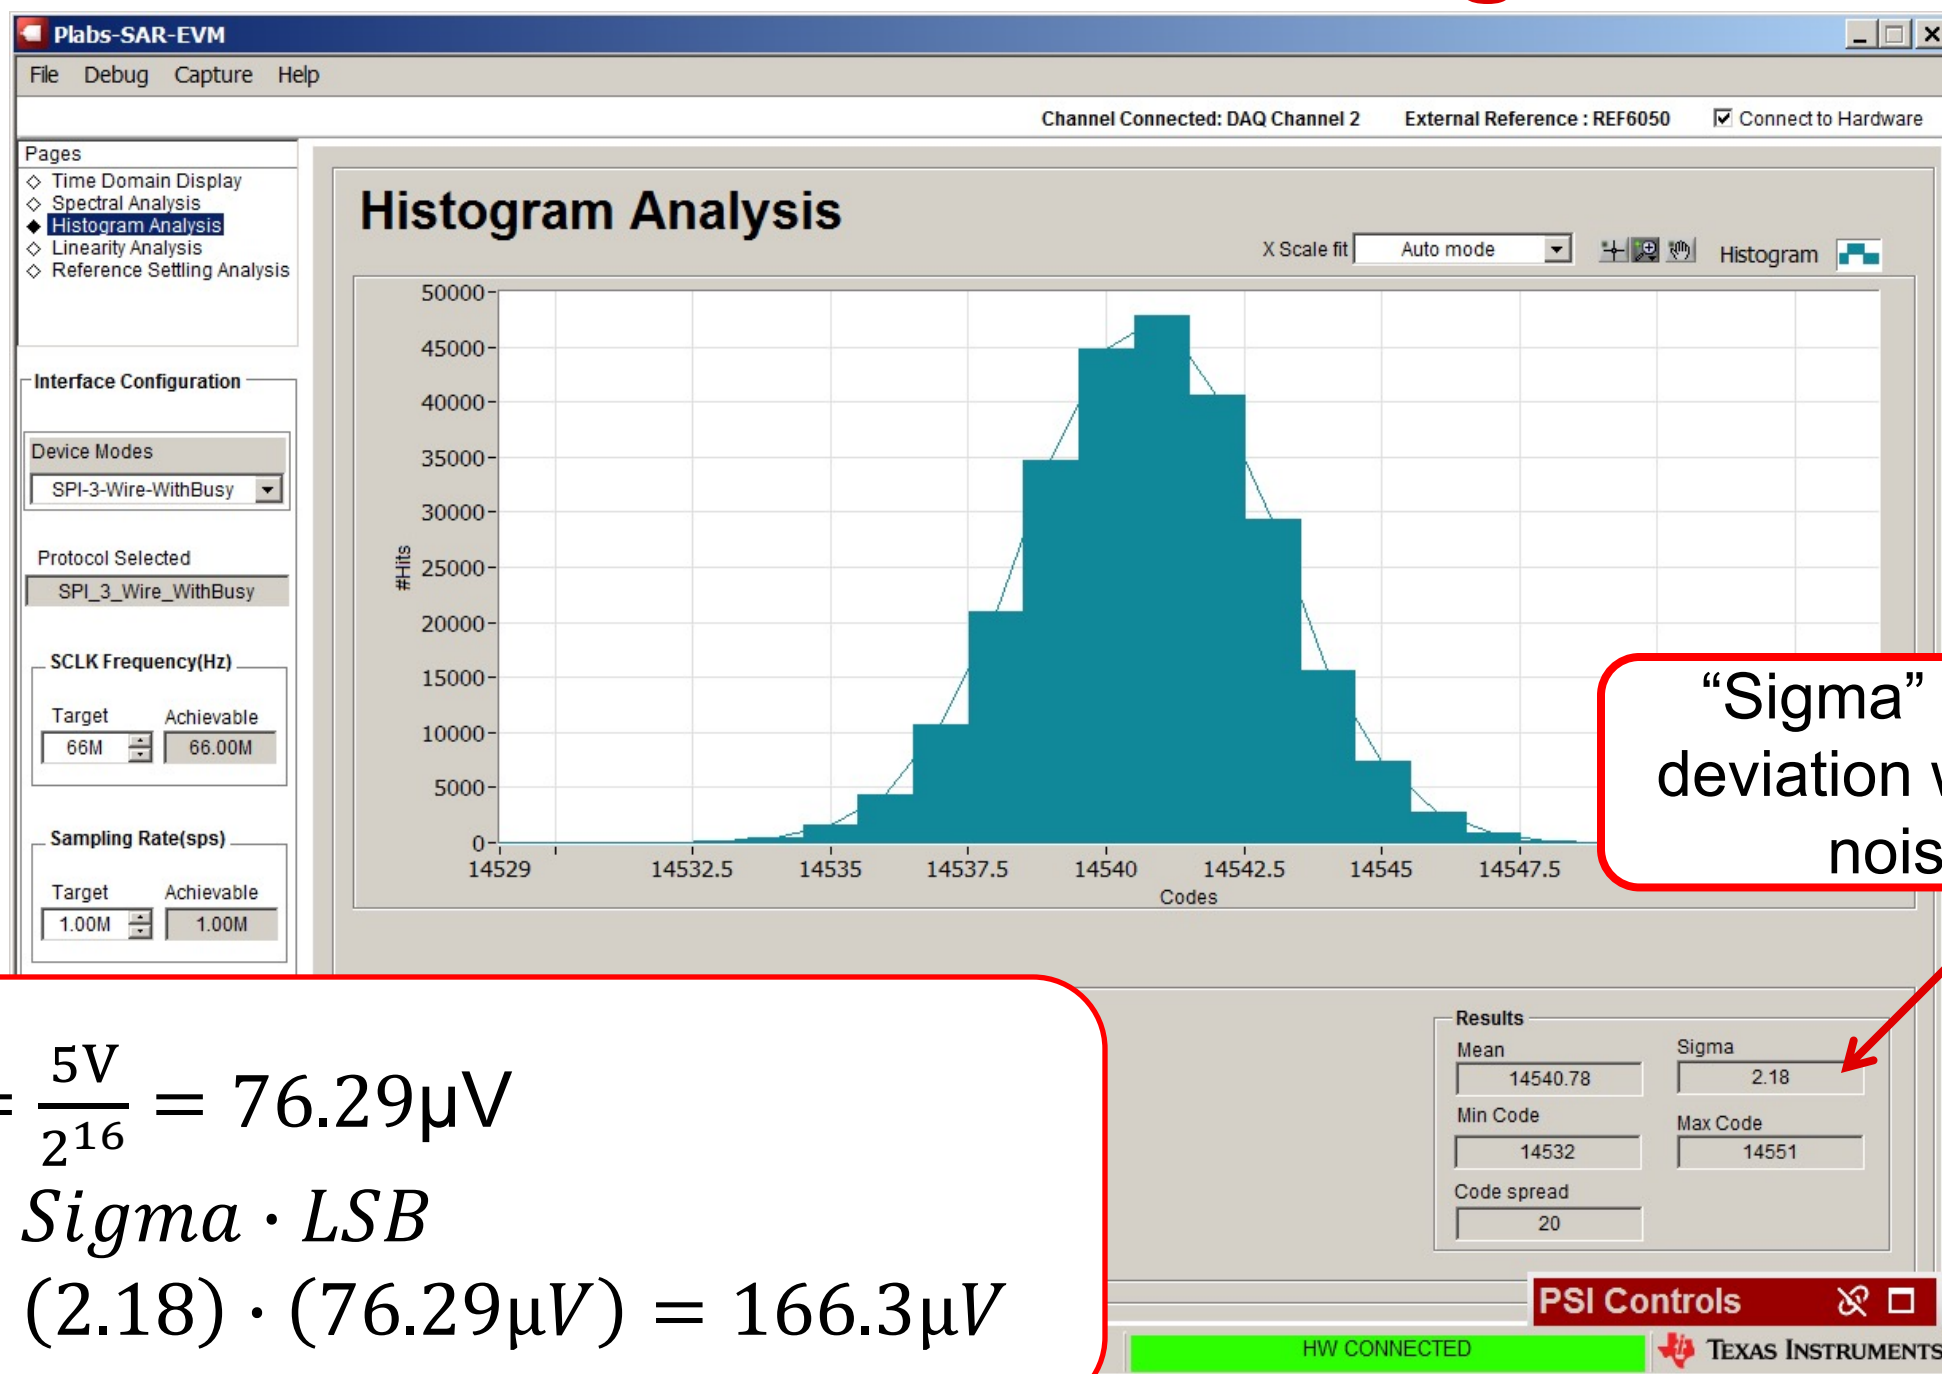 Plabs-SAR-EVM
File Debug Capture Help
Channel Connected: DAQ Channel 2 External Reference : REF6050 Connect to Hardware
Pages
Time Domain Display
Spectral Analysis
Histogram Analysis
Linearity Analysis
Reference Settling Analysis
Interface Configuration
Device Modes
SPI-3-Wire-WithBusy
Protocol Selected
SPI_3_Wire_WithBusy
SCLK Frequency(Hz)
Target Achievable
66M 66.00M
Sampling Rate(sps)
Target Achievable
1.00M 1.00M
Histogram Analysis
X Scale fit Auto mode Histogram
50000
45000
40000
35000
30000
25000
20000
15000
10000
5000
0
#Hits
14529 14532.5 14535 14537.5 14540 14542.5 14545 14547.5
Codes
“Sigma”
deviation
nois
= 5V / 2^16 = 76.29μV
Sigma · LSB
(2.18) · (76.29μV) = 166.3μV
Results
Mean Sigma
14540.78 2.18
Min Code Max Code
14532 14551
Code spread
20
PSI Controls
HW CONNECTED
TEXAS INSTRUMENTS